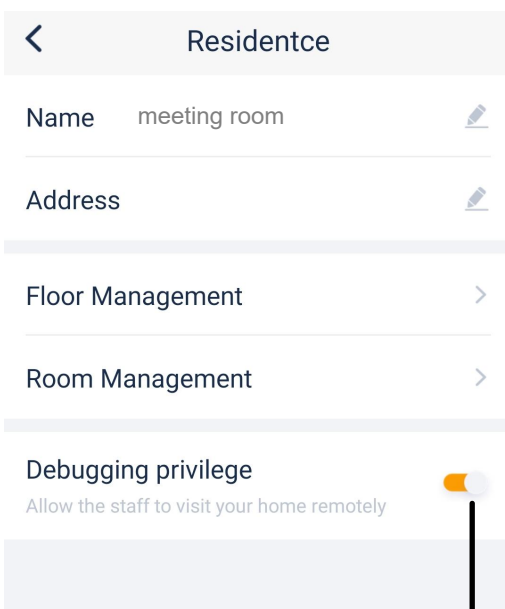 Residentce
Name meeting room
Address
Floor Management
Room Management
Debugging privilege
Allow the staff to visit your home remotely